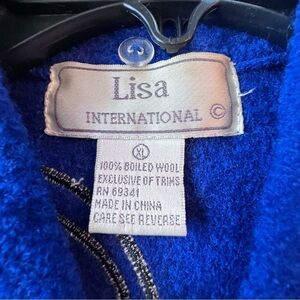 Lisa
INTERNATIONAL ©
XL
100% BOILED WOOL
EXCLUSIVE OF TRIMS
RN 69341
MADE IN CHINA
CARE SEE REVERSE